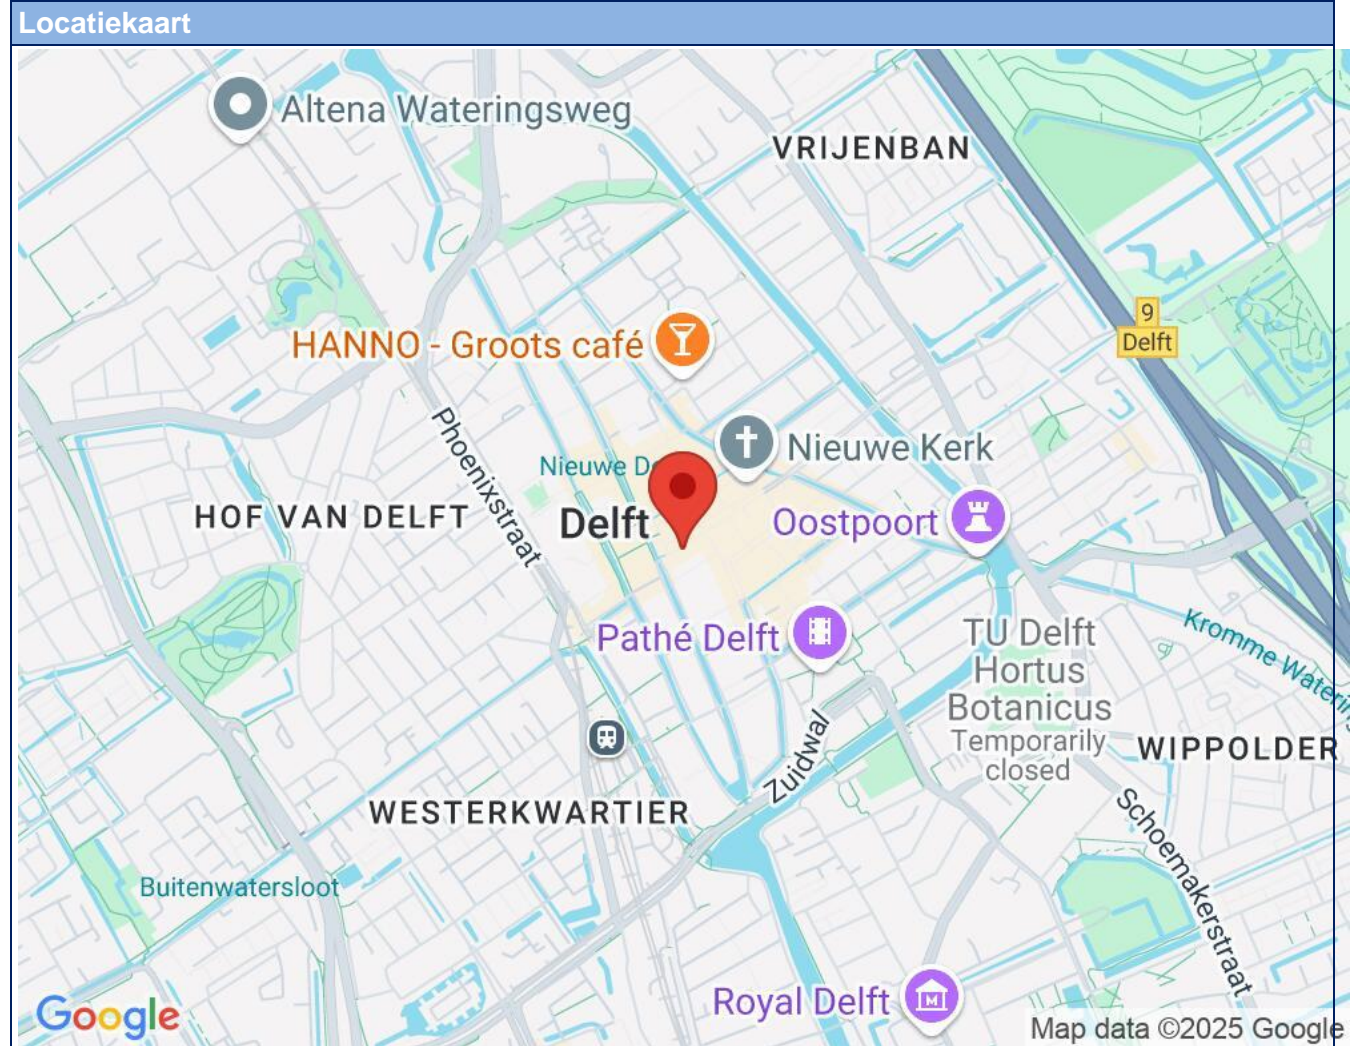 Locatiekaart
Altena Wateringsweg
VRIJENBAN
9
Delft
HANNO - Groots café
Phoenixstraat
Nieuwe Kerk
Nieuwe D
HOF VAN DELFT
Delft
Oostpoort
Pathé Delft
TU Delft
Hortus
Botanicus
Temporarily
closed
Kromme Watering
WIPPOLDER
Zuidwal
WESTERKWARTIER
Schoemakerstraat
Buitenwatersloot
Royal Delft
Google
Map data ©2025 Google